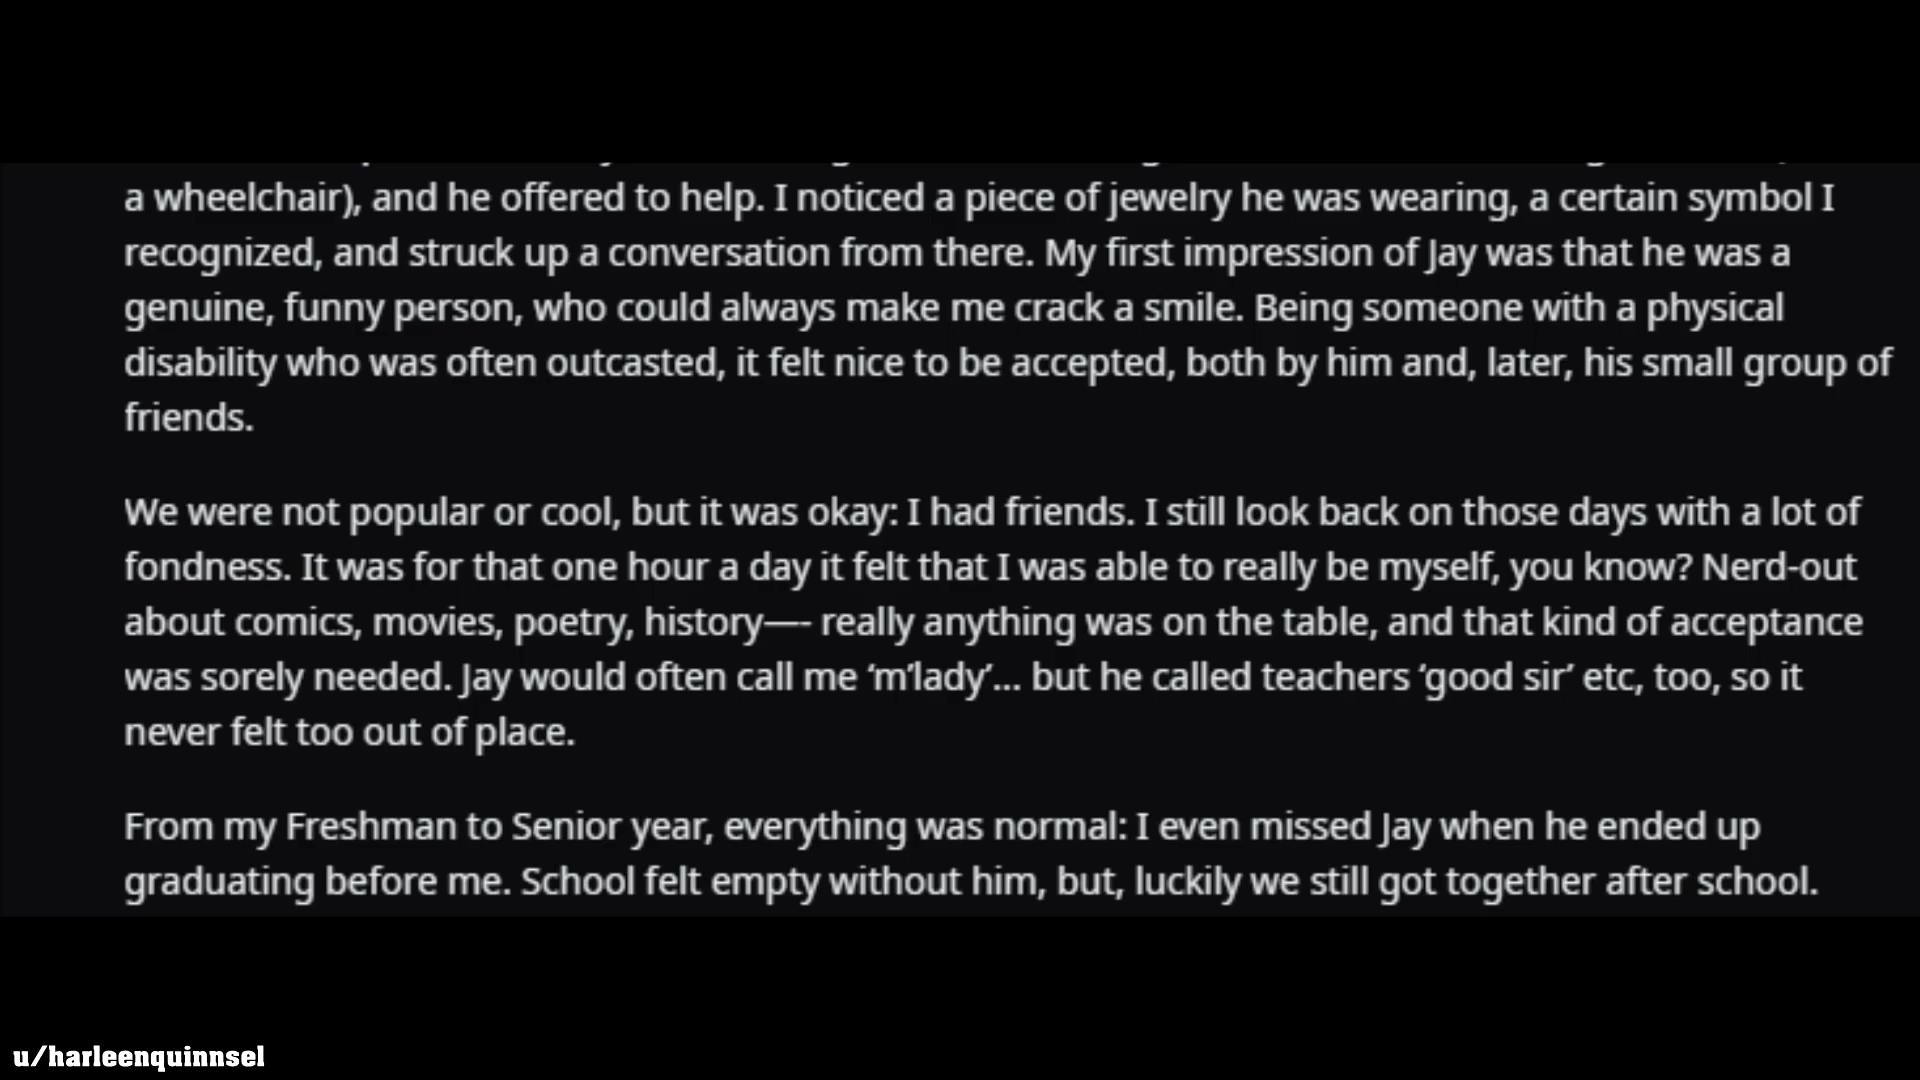 a wheelchair), and he offered to help. I noticed a piece of jewelry he was wearing, a certain symbol I
recognized, and struck up a conversation from there. My first impression of Jay was that he was a
genuine, funny person, who could always make me crack a smile. Being someone with a physical
disability who was often outcasted, it felt nice to be accepted, both by him and, later, his small group of
friends.
We were not popular or cool, but it was okay: I had friends. I still look back on those days with a lot of
fondness. It was for that one hour a day it felt that I was able to really be myself, you know? Nerd-out
about comics, movies, poetry, history—- really anything was on the table, and that kind of acceptance
was sorely needed. Jay would often call me ‘m’lady’... but he called teachers ‘good sir’ etc, too, so it
never felt too out of place.
From my Freshman to Senior year, everything was normal: I even missed Jay when he ended up
graduating before me. School felt empty without him, but, luckily we still got together after school.
u/harleenquinnsel